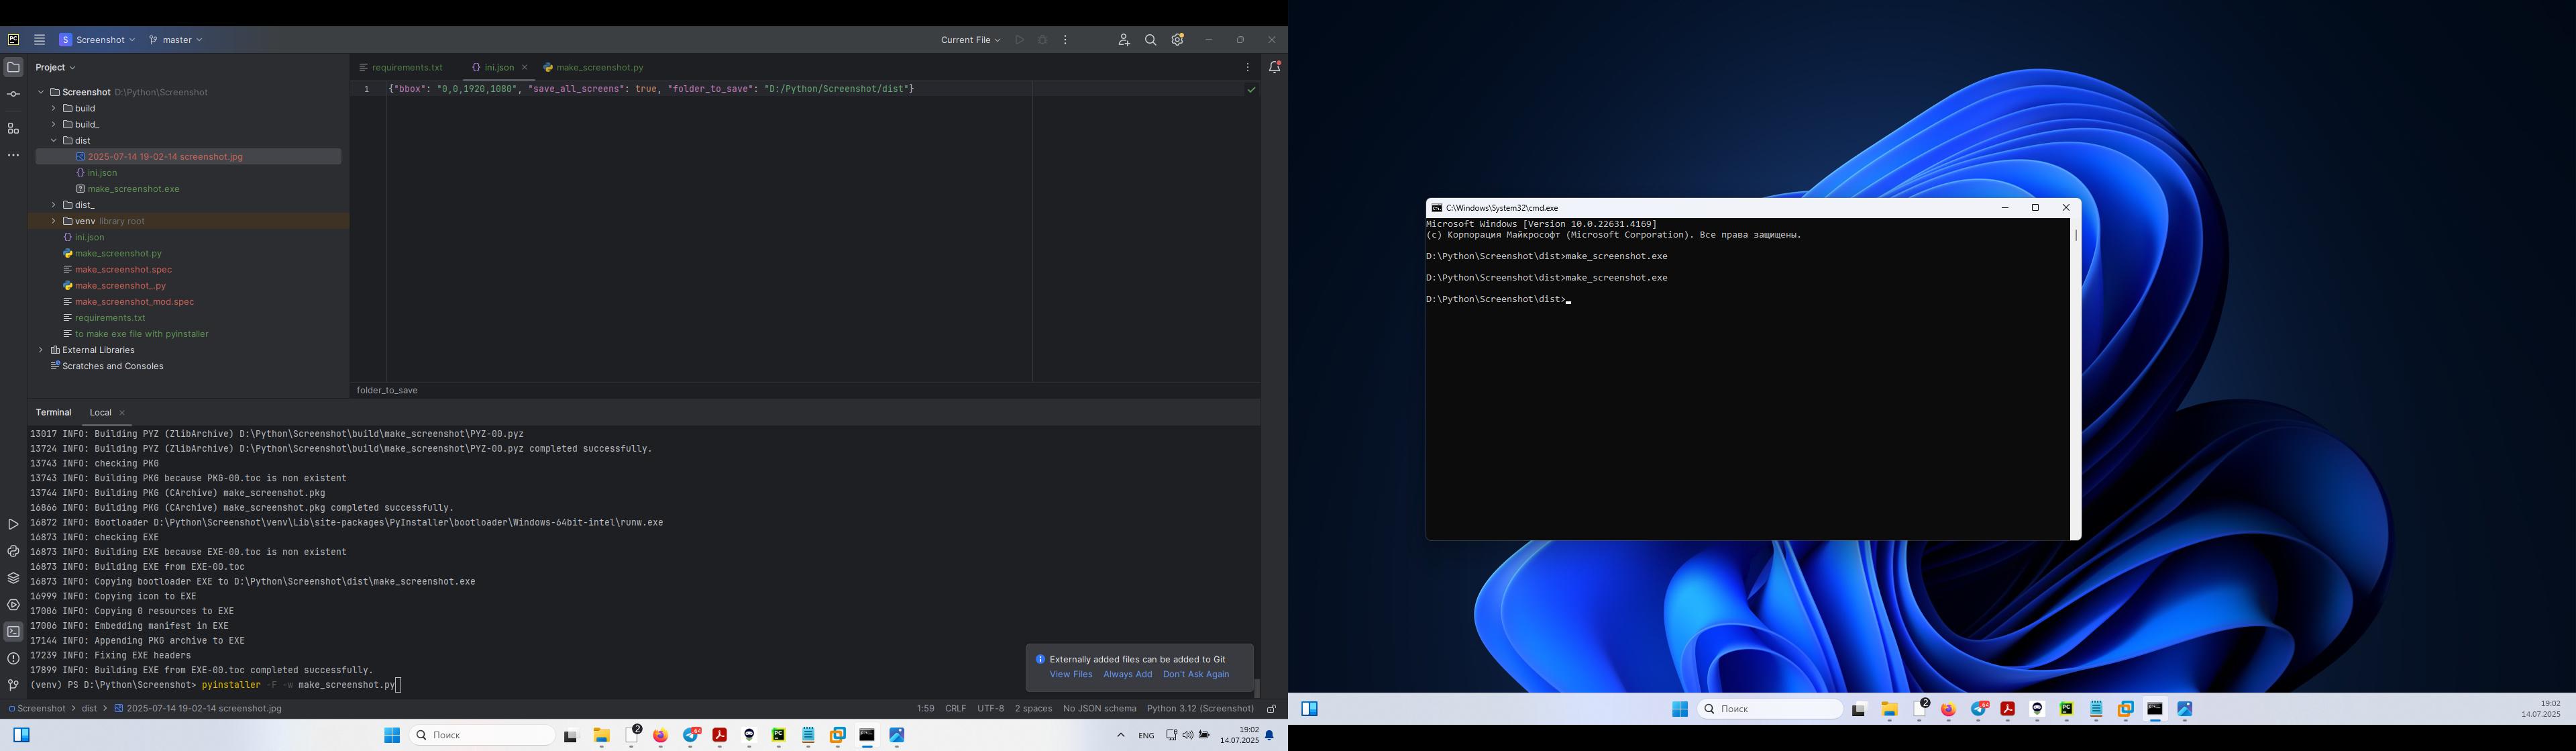 PC
S Screenshot
master
Current File
Project
requirements.txt
{} ini.json
make_screenshot.py
Screenshot D:\Python\Screenshot
build
build_
dist
2025-07-14 19-02-14 screenshot.jpg
{} ini.json
make_screenshot.exe
dist_
venv library root
{} ini.json
make_screenshot.py
make_screenshot.spec
make_screenshot_.py
make_screenshot_mod.spec
requirements.txt
to make exe file with pyinstaller
External Libraries
Scratches and Consoles
1 {"bbox": "0,0,1920,1080", "save_all_screens": true, "folder_to_save": "D:/Python/Screenshot/dist"}
folder_to_save
Terminal Local
13017 INFO: Building PYZ (ZlibArchive) D:\Python\Screenshot\build\make_screenshot\PYZ-00.pyz
13724 INFO: Building PYZ (ZlibArchive) D:\Python\Screenshot\build\make_screenshot\PYZ-00.pyz completed successfully.
13743 INFO: checking PKG
13743 INFO: Building PKG because PKG-00.toc is non existent
13744 INFO: Building PKG (CArchive) make_screenshot.pkg
16866 INFO: Building PKG (CArchive) make_screenshot.pkg completed successfully.
16872 INFO: Bootloader D:\Python\Screenshot\venv\Lib\site-packages\PyInstaller\bootloader\Windows-64bit-intel\runw.exe
16873 INFO: checking EXE
16873 INFO: Building EXE because EXE-00.toc is non existent
16873 INFO: Building EXE from EXE-00.toc
16873 INFO: Copying bootloader EXE to D:\Python\Screenshot\dist\make_screenshot.exe
16999 INFO: Copying icon to EXE
17006 INFO: Copying 0 resources to EXE
17006 INFO: Embedding manifest in EXE
17144 INFO: Appending PKG archive to EXE
17239 INFO: Fixing EXE headers
17899 INFO: Building EXE from EXE-00.toc completed successfully.
(venv) PS D:\Python\Screenshot> pyinstaller -F -w make_screenshot.py
Externally added files can be added to Git
View Files Always Add Don't Ask Again
Screenshot > dist > 2025-07-14 19-02-14 screenshot.jpg
1:59 CRLF UTF-8 2 spaces No JSON schema Python 3.12 (Screenshot)
Поиск
2
ENG
19:02
14.07.2025
C:\Windows\System32\cmd.exe
Microsoft Windows [Version 10.0.22631.4169]
(c) Корпорация Майкрософт (Microsoft Corporation). Все права защищены.
D:\Python\Screenshot\dist>make_screenshot.exe
D:\Python\Screenshot\dist>make_screenshot.exe
D:\Python\Screenshot\dist>
Поиск
2
19:02
14.07.2025